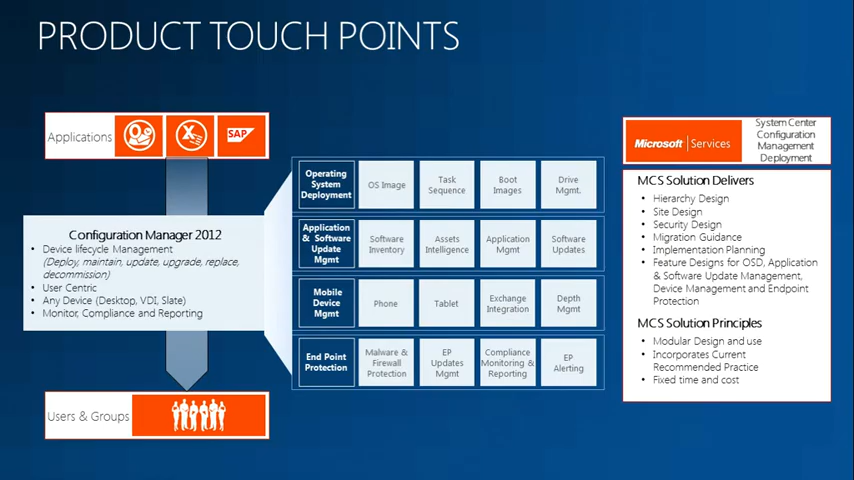 PRODUCT TOUCH POINTS
Applications
SAP
Configuration Manager 2012
• Device lifecycle Management
(Deploy, maintain, update, upgrade, replace,
decommission)
• User Centric
• Any Device (Desktop, VDI, Slate)
• Monitor, Compliance and Reporting
Users & Groups
Operating
System
Deployment
OS Image
Task
Sequence
Boot
Images
Drive
Mgmt.
Application
& Software
Update
Mgmt
Software
Inventory
Assets
Intelligence
Application
Mgmt
Software
Updates
Mobile
Device
Mgmt
Phone
Tablet
Exchange
Integration
Depth
Mgmt
End Point
Protection
Malware &
Firewall
Protection
EP
Updates
Mgmt
Compliance
Monitoring &
Reporting
EP
Alerting
Microsoft | Services
System Center
Configuration
Management
Deployment
MCS Solution Delivers
• Hierarchy Design
• Site Design
• Security Design
• Migration Guidance
• Implementation Planning
• Feature Designs for OSD, Application
& Software Update Management,
Device Management and Endpoint
Protection
MCS Solution Principles
• Modular Design and use
• Incorporates Current
Recommended Practice
• Fixed time and cost